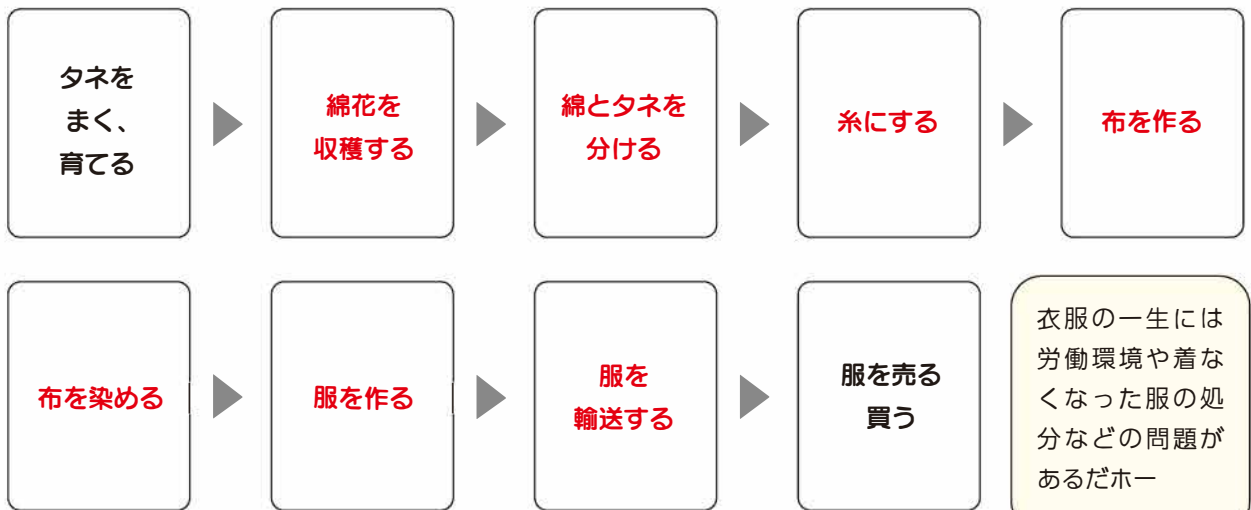 タネを
まく、
育てる
綿花を
収穫する
綿とタネを
分ける
糸にする
布を作る
布を染める
服を作る
服を
輸送する
服を売る
買う
衣服の一生には
労働環境や着な
くなった服の処
分などの問題が
あるだホー